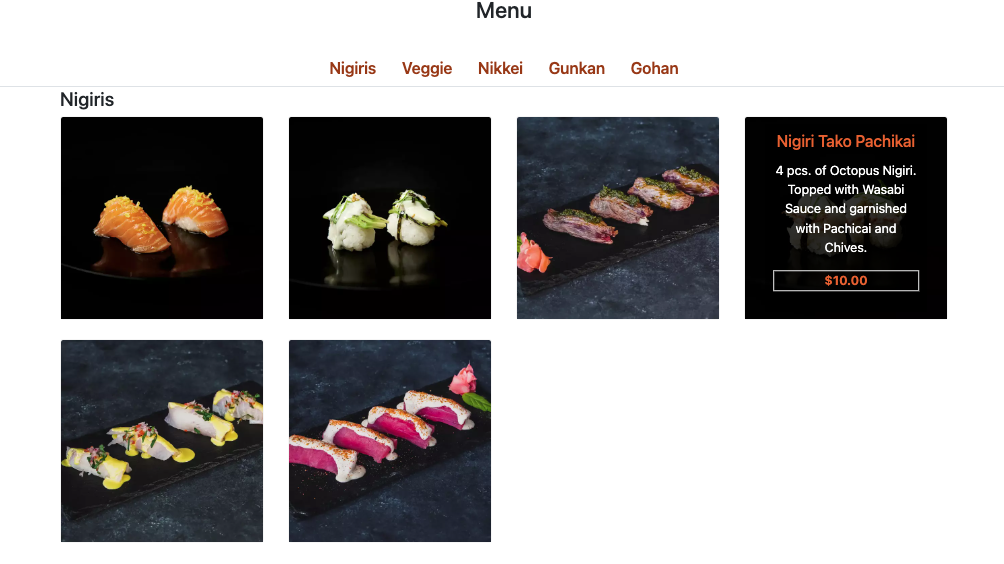 Menu
Nigiris Veggie Nikkei Gunkan Gohan
Nigiris
Nigiri Tako Pachikai
4 pcs. of Octopus Nigiri.
Topped with Wasabi
Sauce and garnished
with Pachicai and
Chives.
$10.00